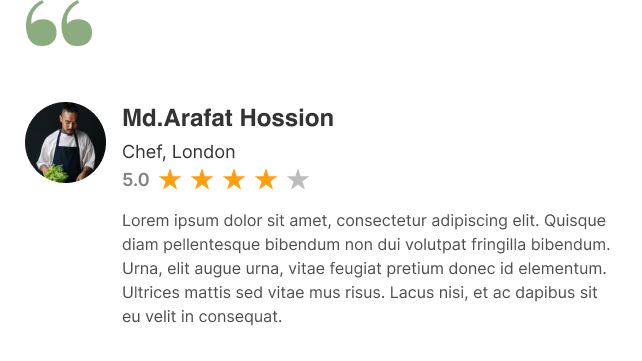 “
Md.Arafat Hossion
Chef, London
5.0
Lorem ipsum dolor sit amet, consectetur adipiscing elit. Quisque
diam pellentesque bibendum non dui volutpat fringilla bibendum.
Urna, elit augue urna, vitae feugiat pretium donec id elementum.
Ultrices mattis sed vitae mus risus. Lacus nisi, et ac dapibus sit
eu velit in consequat.